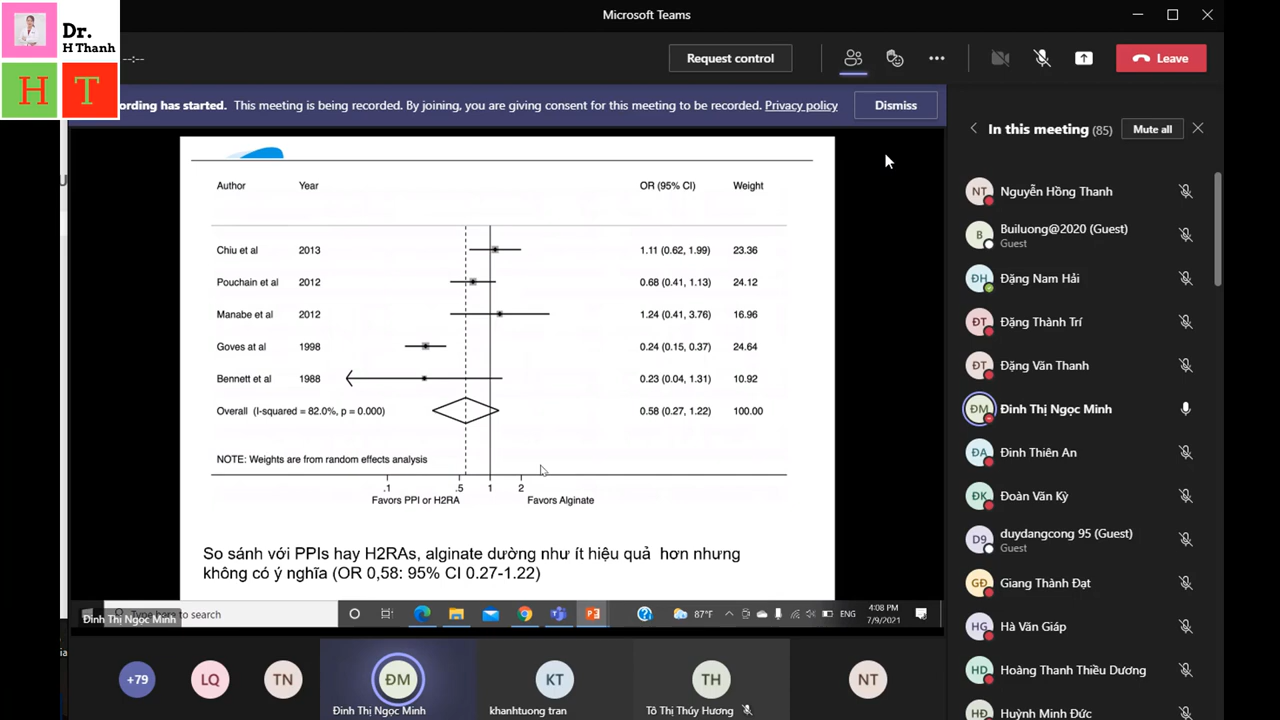 Dr.
H Thanh
H T
Microsoft Teams
--:--
Request control
Leave
ording has started. This meeting is being recorded. By joining, you are giving consent for this meeting to be recorded. Privacy policy
Dismiss
In this meeting (85)
Mute all
Author Year OR (95% CI) Weight
Chiu et al 2013 1.11 (0.62, 1.99) 23.36
Pouchain et al 2012 0.68 (0.41, 1.13) 24.12
Manabe et al 2012 1.24 (0.41, 3.76) 16.96
Goves at al 1998 0.24 (0.15, 0.37) 24.64
Bennett et al 1988 0.23 (0.04, 1.31) 10.92
Overall (I-squared = 82.0%, p = 0.000) 0.58 (0.27, 1.22) 100.00
NOTE: Weights are from random effects analysis
.1 .5 1 2
Favors PPI or H2RA Favors Alginate
So sánh với PPIs hay H2RAs, alginate dường như ít hiệu quả hơn nhưng
không có ý nghĩa (OR 0,58: 95% CI 0.27-1.22)
Type here to search
Đinh Thị Ngọc Minh
87°F
ENG
4:08 PM
7/9/2021
+79
LQ
TN
ĐM
Đinh Thị Ngọc Minh
KT
khanhtuong tran
TH
Tô Thị Thúy Hương
NT
NT Nguyễn Hồng Thanh
B Builuong@2020 (Guest)
Guest
ĐH Đặng Nam Hải
ĐT Đặng Thành Trí
ĐT Đặng Văn Thanh
ĐM Đinh Thị Ngọc Minh
ĐA Đinh Thiên An
ĐK Đoàn Văn Kỳ
D9 duydangcong 95 (Guest)
Guest
GĐ Giang Thành Đạt
HG Hà Văn Giáp
HD Hoàng Thanh Thiều Dương
HĐ Huỳnh Minh Đức